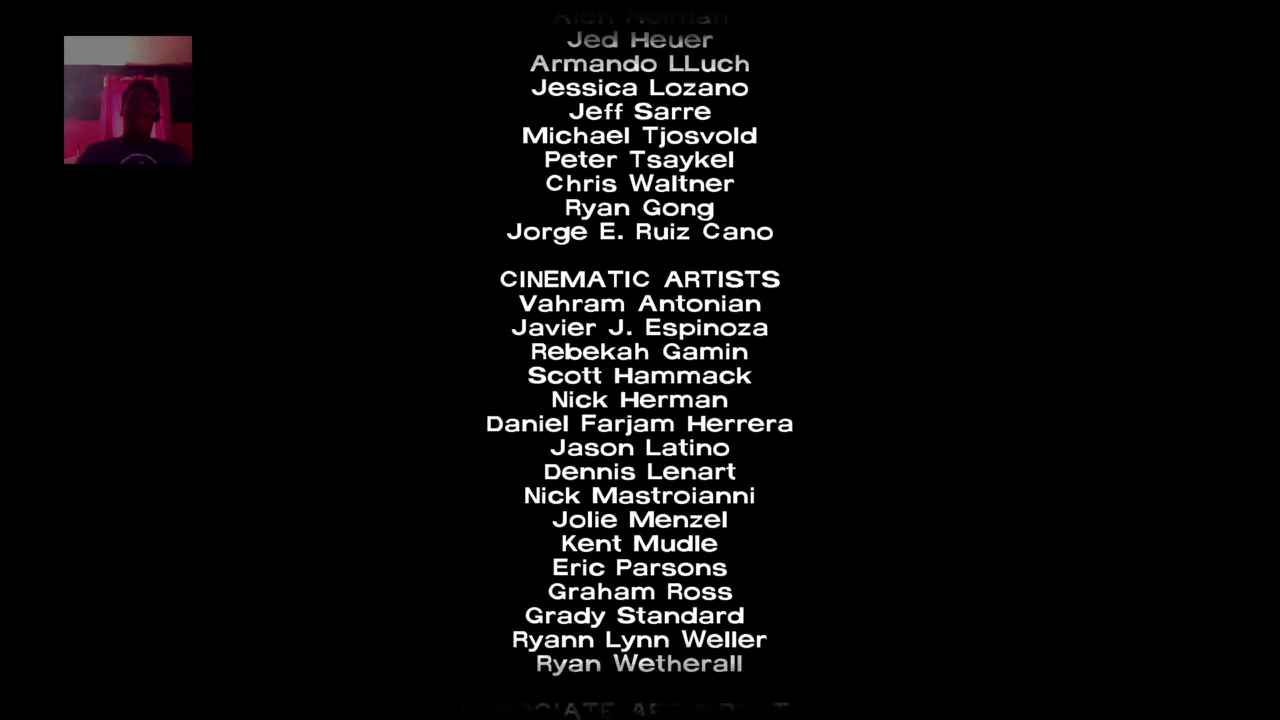 Jed Heuer
Armando LLuch
Jessica Lozano
Jeff Sarre
Michael Tjosvold
Peter Tsaykel
Chris Waltner
Ryan Gong
Jorge E. Ruiz Cano
CINEMATIC ARTISTS
Vahram Antonian
Javier J. Espinoza
Rebekah Gamin
Scott Hammack
Nick Herman
Daniel Farjam Herrera
Jason Latino
Dennis Lenart
Nick Mastroianni
Jolie Menzel
Kent Mudle
Eric Parsons
Graham Ross
Grady Standard
Ryann Lynn Weller
Ryan Wetherall